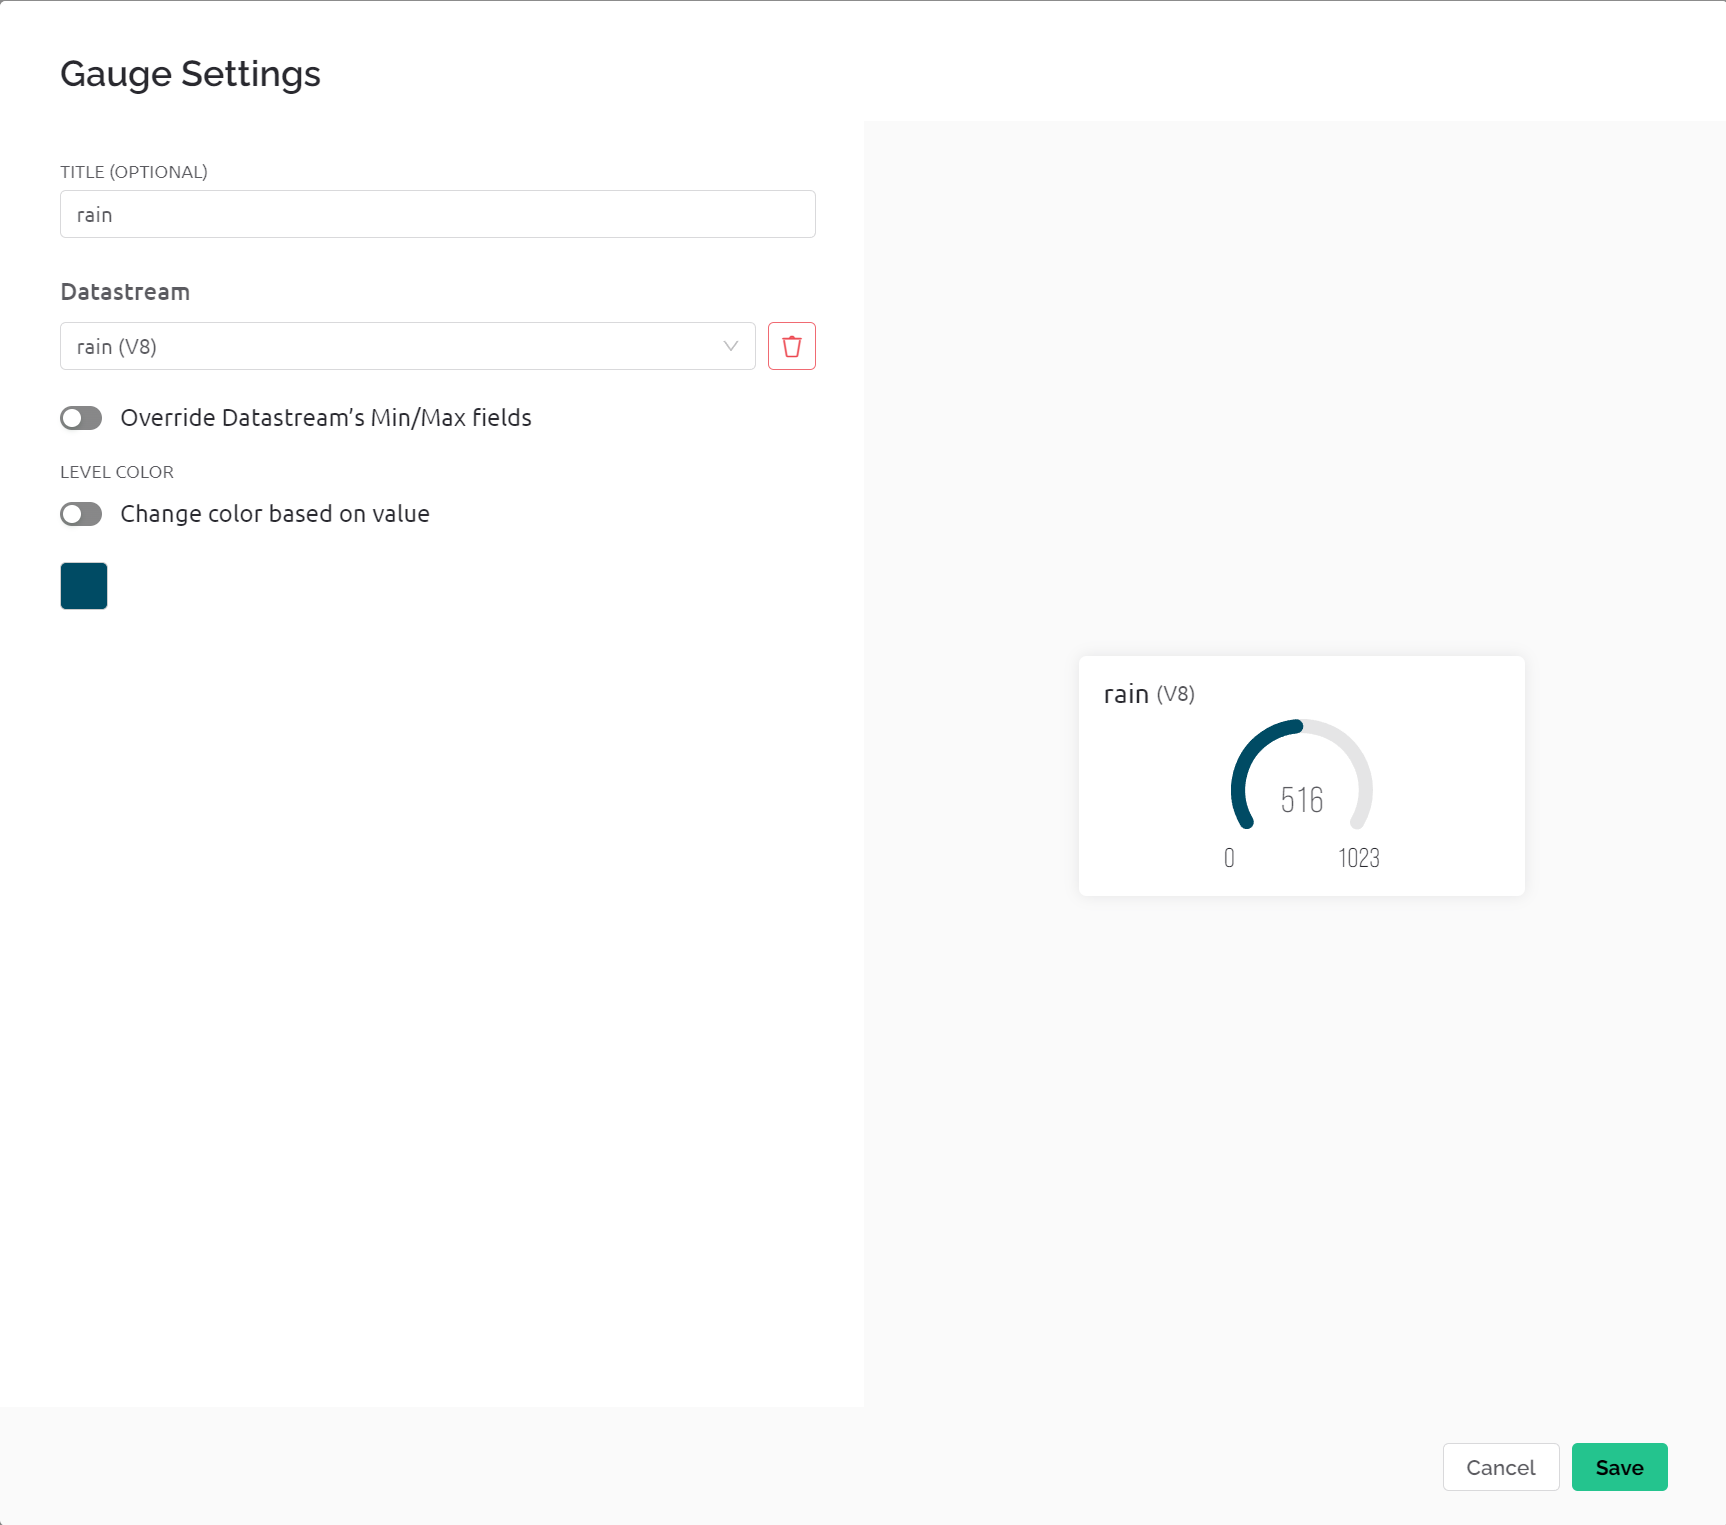 Gauge Settings
TITLE (OPTIONAL)
rain
Datastream
rain (V8)
Override Datastream’s Min/Max fields
LEVEL COLOR
Change color based on value
rain (V8)
516
0 1023
Cancel Save